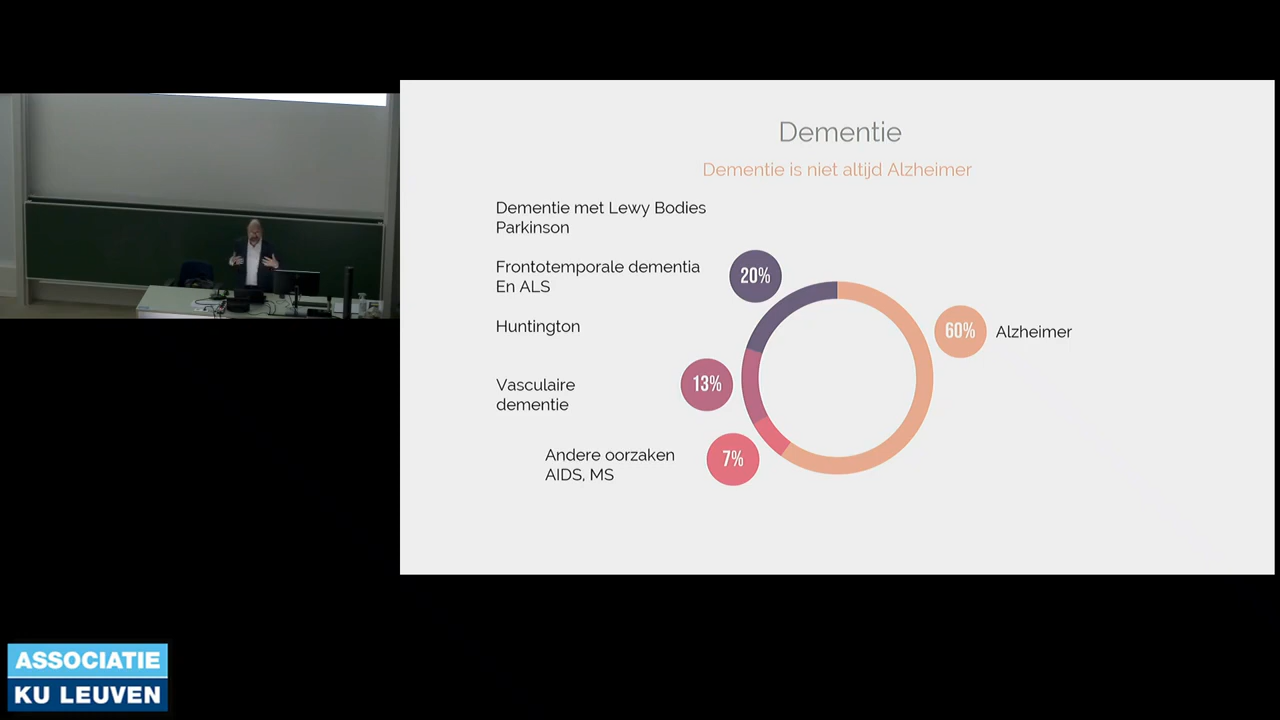 Dementie
Dementie is niet altijd Alzheimer
Dementie met Lewy Bodies
Parkinson
Frontotemporale dementia
En ALS
20%
Huntington
60%
Alzheimer
Vasculaire
dementie
13%
Andere oorzaken
AIDS, MS
7%
ASSOCIATIE
KU LEUVEN